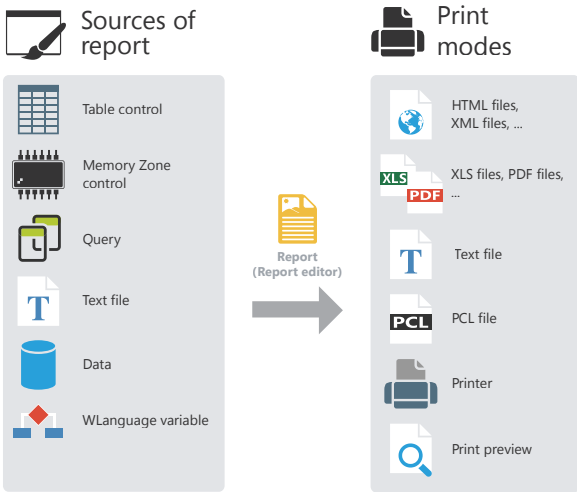 Sources of
report
Table control
Memory Zone
control
Query
T
Text file
Data
WLanguage variable
Report
(Report editor)
Print
modes
HTML files,
XML files, ...
XLS
PDF
XLS files, PDF files,
...
T
Text file
PCL
PCL file
Printer
Print preview